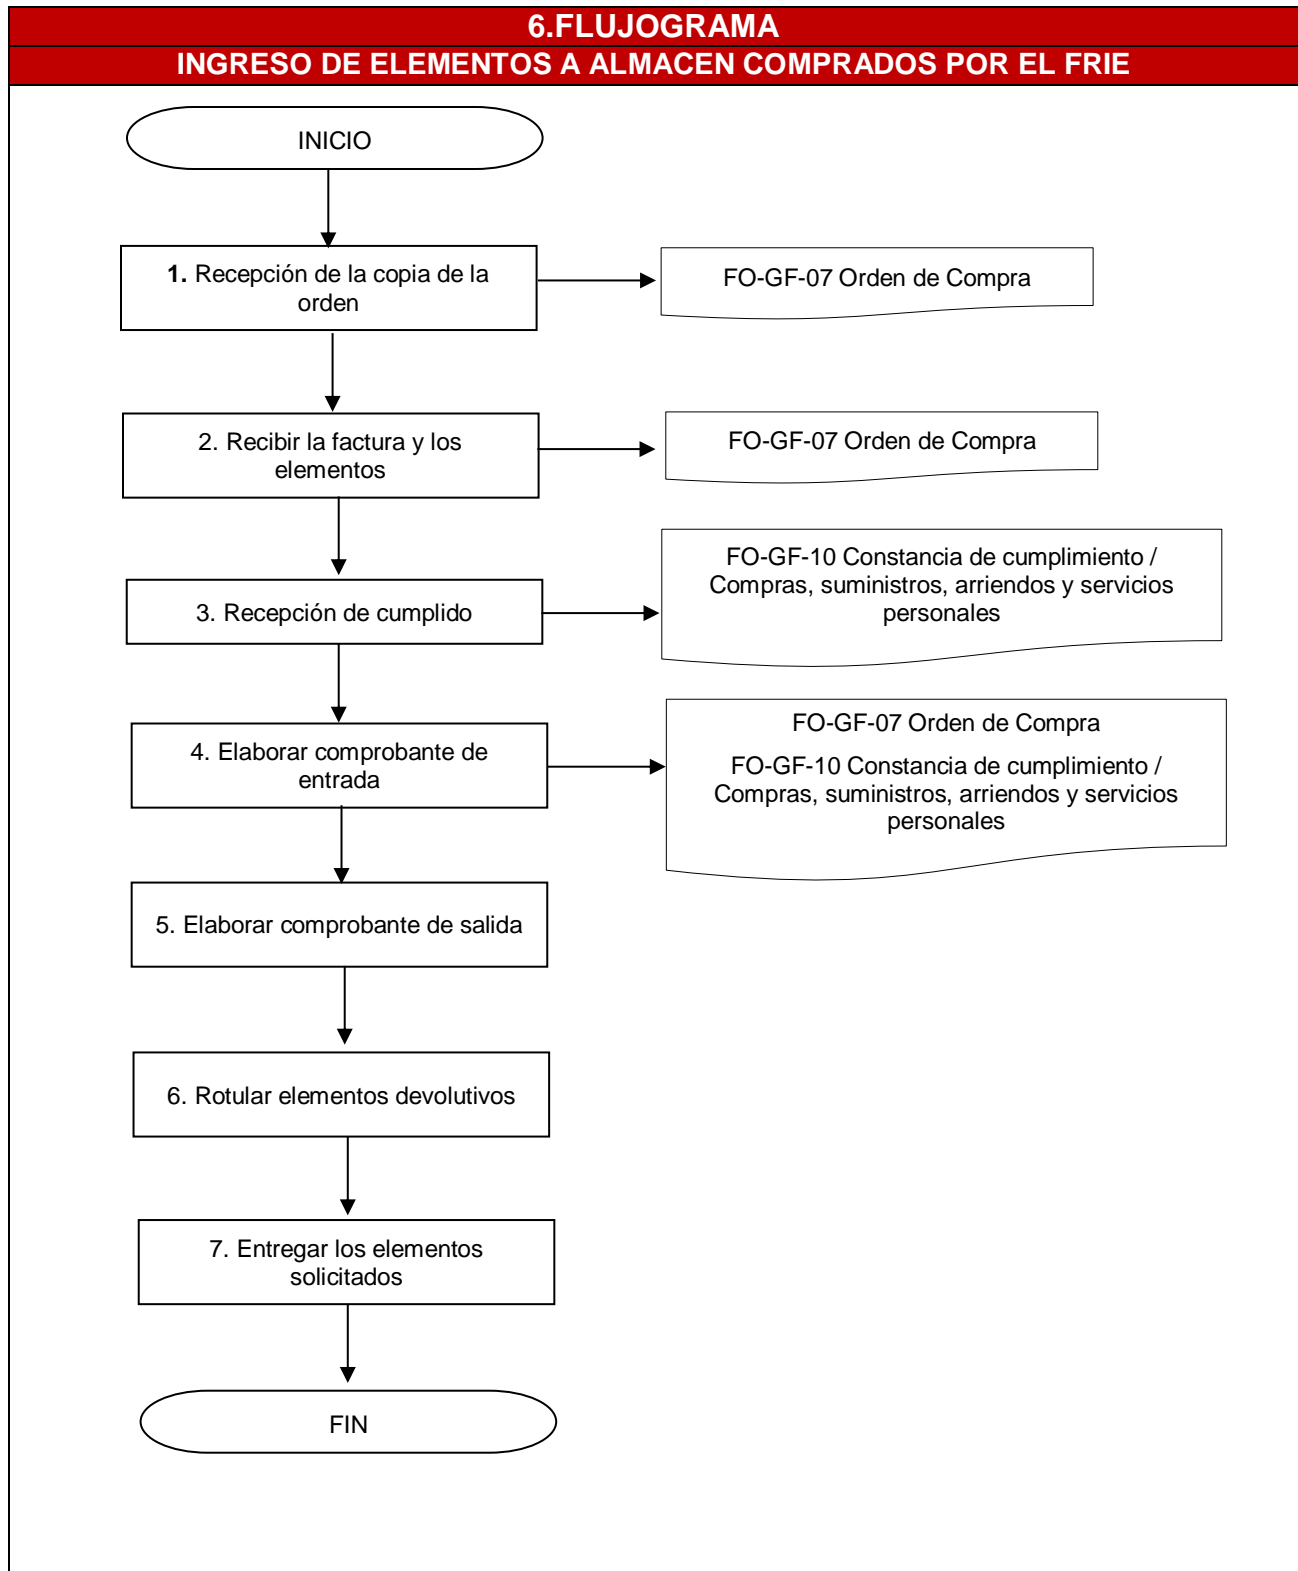 6.FLUJOGRAMA
INGRESO DE ELEMENTOS A ALMACEN COMPRADOS POR EL FRIE
INICIO
1. Recepción de la copia de la
orden
FO-GF-07 Orden de Compra
2. Recibir la factura y los
elementos
FO-GF-07 Orden de Compra
3. Recepción de cumplido
FO-GF-10 Constancia de cumplimiento /
Compras, suministros, arriendos y servicios
personales
4. Elaborar comprobante de
entrada
FO-GF-07 Orden de Compra
FO-GF-10 Constancia de cumplimiento /
Compras, suministros, arriendos y servicios
personales
5. Elaborar comprobante de salida
6. Rotular elementos devolutivos
7. Entregar los elementos
solicitados
FIN